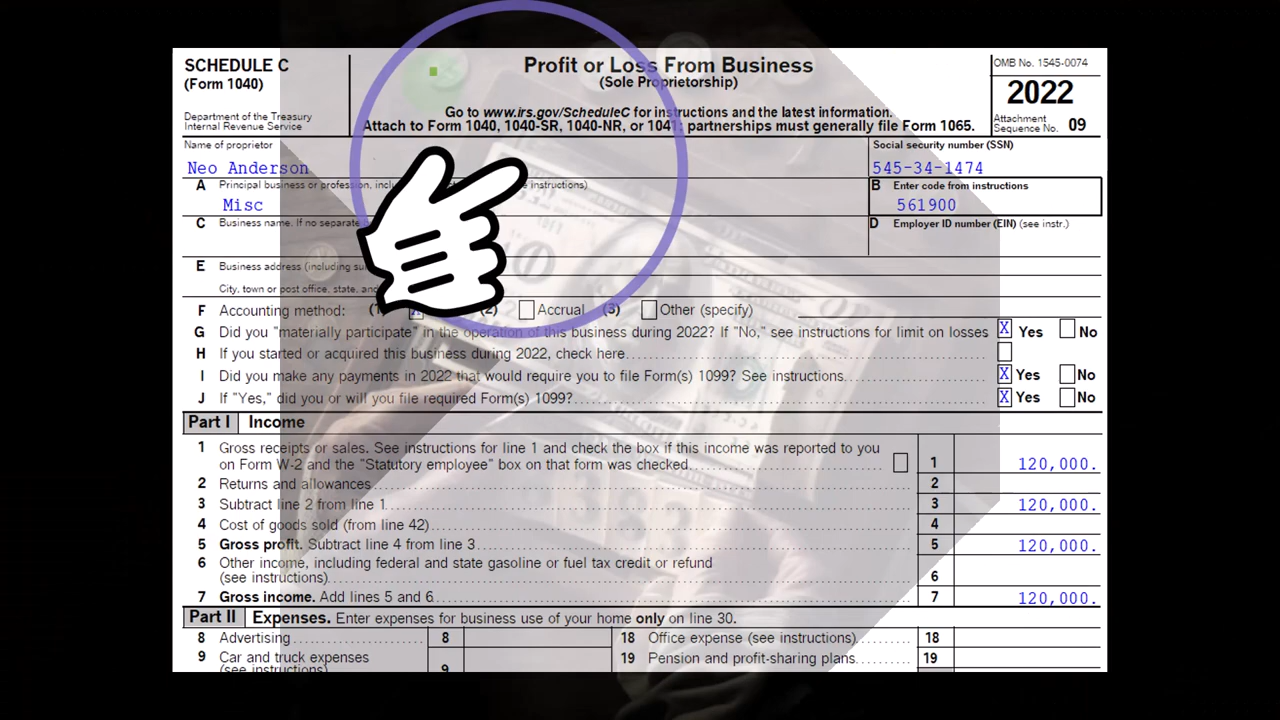 SCHEDULE C
(Form 1040)
Department of the Treasury
Internal Revenue Service
Profit or Loss From Business
(Sole Proprietorship)
Go to www.irs.gov/ScheduleC for instructions and the latest information.
Attach to Form 1040, 1040-SR, 1040-NR, or 1041; partnerships must generally file Form 1065.
OMB No. 1545-0074
2022
Attachment
Sequence No. 09
Name of proprietor
Neo Anderson
Social security number (SSN)
545-34-1474
A Principal business or profession, instructions)
Misc
B Enter code from instructions
561900
C Business name. If no separate
D Employer ID number (EIN) (see instr.)
E Business address (including
City, town or post office, state,
F Accounting method: (2) Accrual (3) Other (specify)
G Did you "materially participate" in the operation of this business during 2022? If "No," see instructions for limit on losses X Yes No
H If you started or acquired this business during 2022, check here
I Did you make any payments in 2022 that would require you to file Form(s) 1099? See instructions X Yes No
J If "Yes," did you or will you file required Form(s) 1099? X Yes No
Part I Income
1 Gross receipts or sales. See instructions for line 1 and check the box if this income was reported to you
on Form W-2 and the "Statutory employee" box on that form was checked 1 120,000.
2 Returns and allowances 2
3 Subtract line 2 from line 1 3 120,000.
4 Cost of goods sold (from line 42) 4
5 Gross profit. Subtract line 4 from line 3 5 120,000.
6 Other income, including federal and state gasoline or fuel tax credit or refund
(see instructions) 6
7 Gross income. Add lines 5 and 6 7 120,000.
Part II Expenses. Enter expenses for business use of your home only on line 30.
8 Advertising 8
18 Office expense (see instructions) 18
9 Car and truck expenses
(see instructions) 9
19 Pension and profit-sharing plans 19